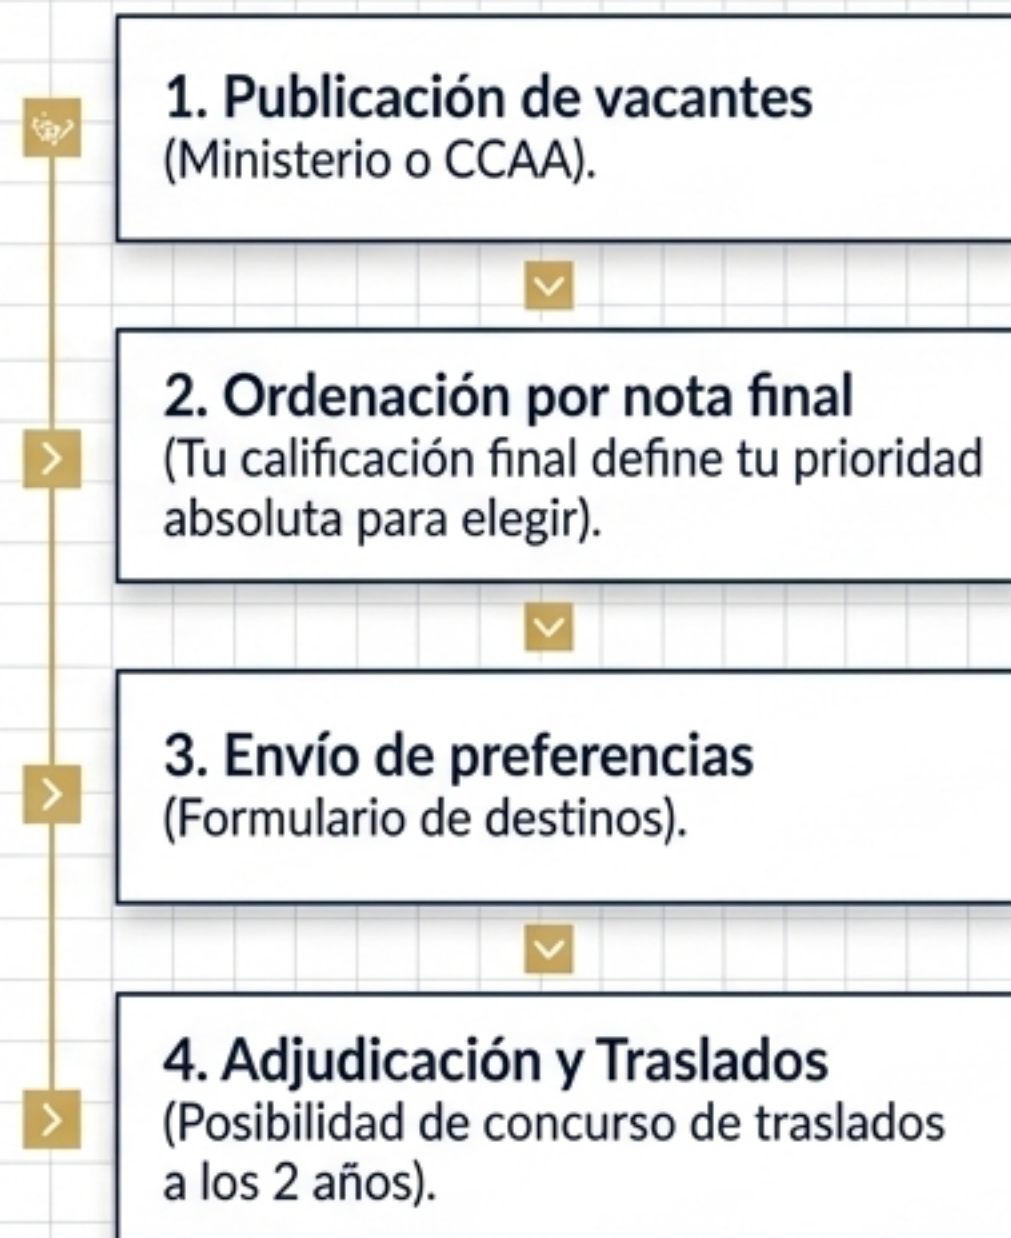 1. Publicación de vacantes
(Ministerio o CCAA).
2. Ordenación por nota final
(Tu calificación final define tu prioridad
absoluta para elegir).
3. Envío de preferencias
(Formulario de destinos).
4. Adjudicación y Traslados
(Posibilidad de concurso de traslados
a los 2 años).